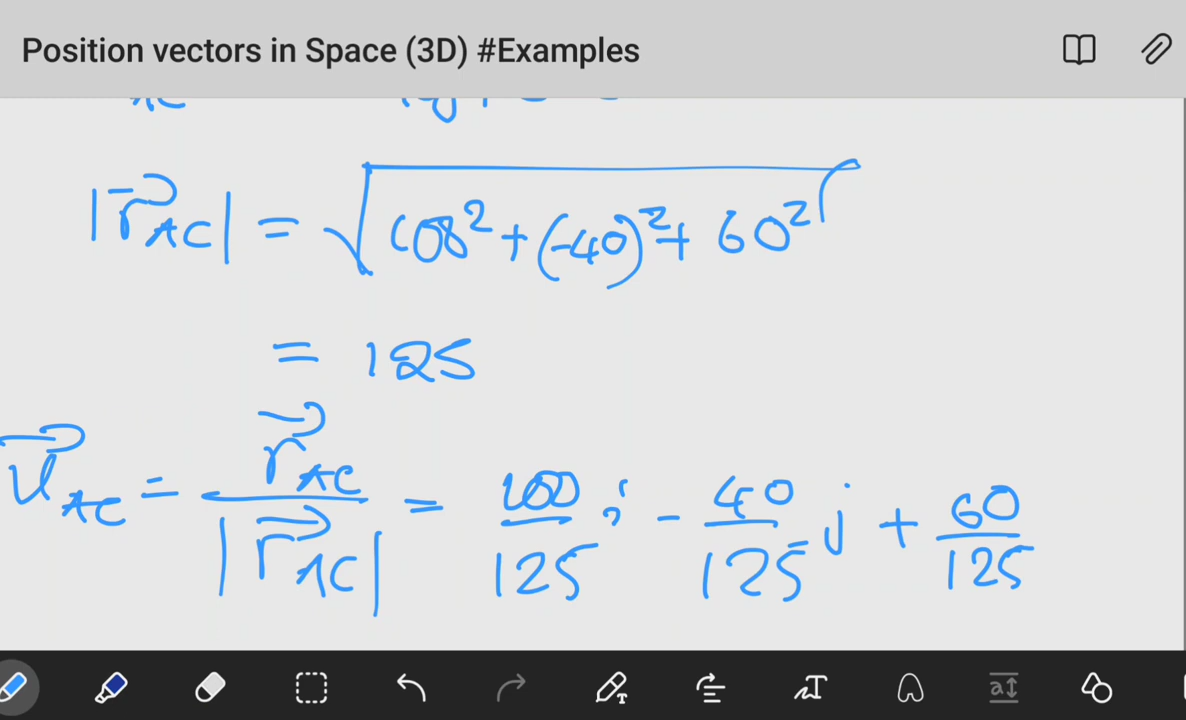 Position vectors in Space (3D) #Examples
|r⃗AC| = √(108² + (-40)² + 60²)
= 125
u⃗AC = r⃗AC / |r⃗AC| = 100/125 i - 40/125 j + 60/125